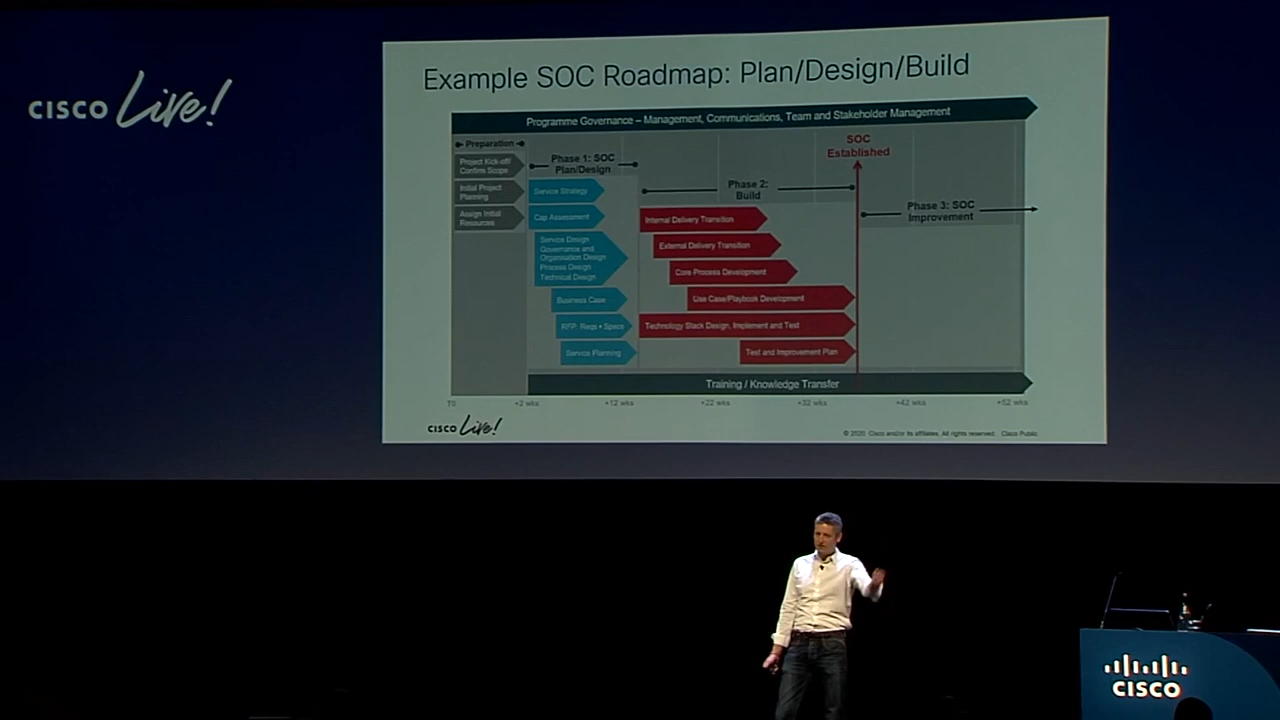 CISCO Live!
Example SOC Roadmap: Plan/Design/Build
Programme Governance – Management, Communications, Team and Stakeholder Management
Preparation
Project Kick-off/
Confirm Scope
Initial Project
Planning
Assign Initial
Resources
Phase 1: SOC
Plan/Design
Service Strategy
Cap Assessment
Service Design
Governance and
Organisation Design
Process Design
Technical Design
Business Case
RFP: Reqs • Specs
Service Planning
Phase 2:
Build
Internal Delivery Transition
External Delivery Transition
Core Process Development
Use Case/Playbook Development
Technology Stack Design, Implement and Test
Test and Improvement Plan
SOC
Established
Phase 3: SOC
Improvement
Training / Knowledge Transfer
T0 +2 wks +12 wks +22 wks +32 wks +42 wks +52 wks
CISCO Live!
© 2020 Cisco and/or its affiliates. All rights reserved. Cisco Public
CISCO